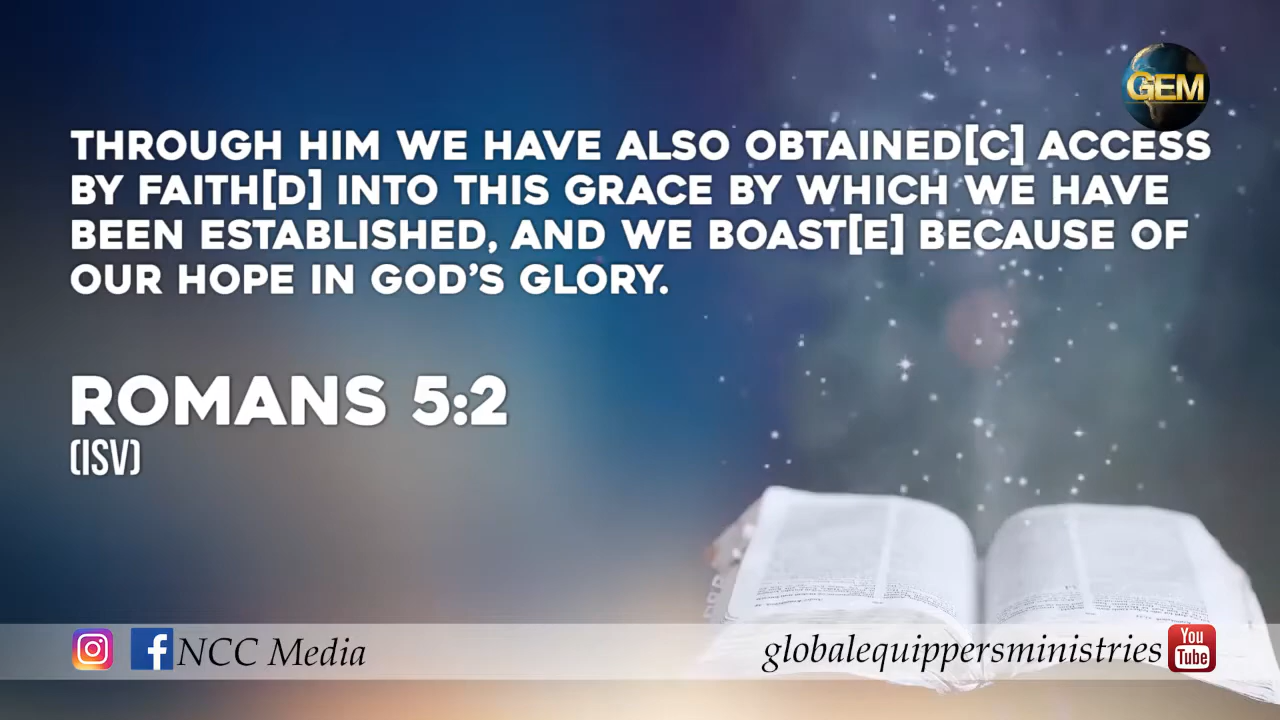 GEM
THROUGH HIM WE HAVE ALSO OBTAINED[C] ACCESS
BY FAITH[D] INTO THIS GRACE BY WHICH WE HAVE
BEEN ESTABLISHED, AND WE BOAST[E] BECAUSE OF
OUR HOPE IN GOD'S GLORY.
ROMANS 5:2
(ISV)
NCC Media
globalequippersministries
You
Tube